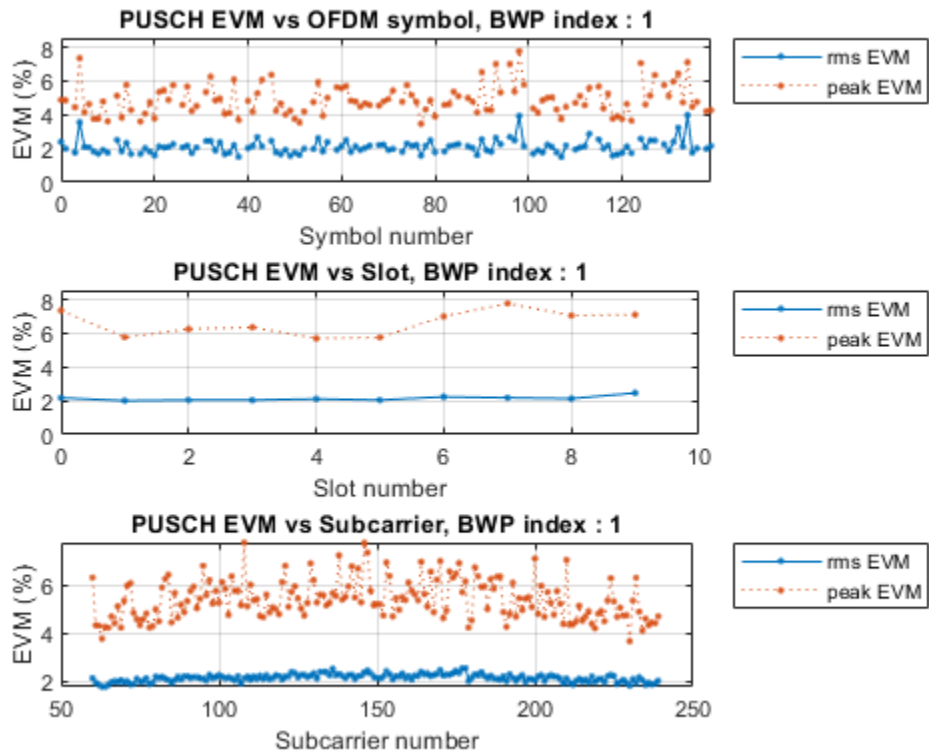 PUSCH EVM vs OFDM symbol, BWP index : 1
8
6
4
2
0
EVM (%)
0 20 40 60 80 100 120
Symbol number
rms EVM
peak EVM
PUSCH EVM vs Slot, BWP index : 1
8
6
4
2
0
EVM (%)
0 2 4 6 8 10
Slot number
rms EVM
peak EVM
PUSCH EVM vs Subcarrier, BWP index : 1
6
4
2
EVM (%)
50 100 150 200 250
Subcarrier number
rms EVM
peak EVM